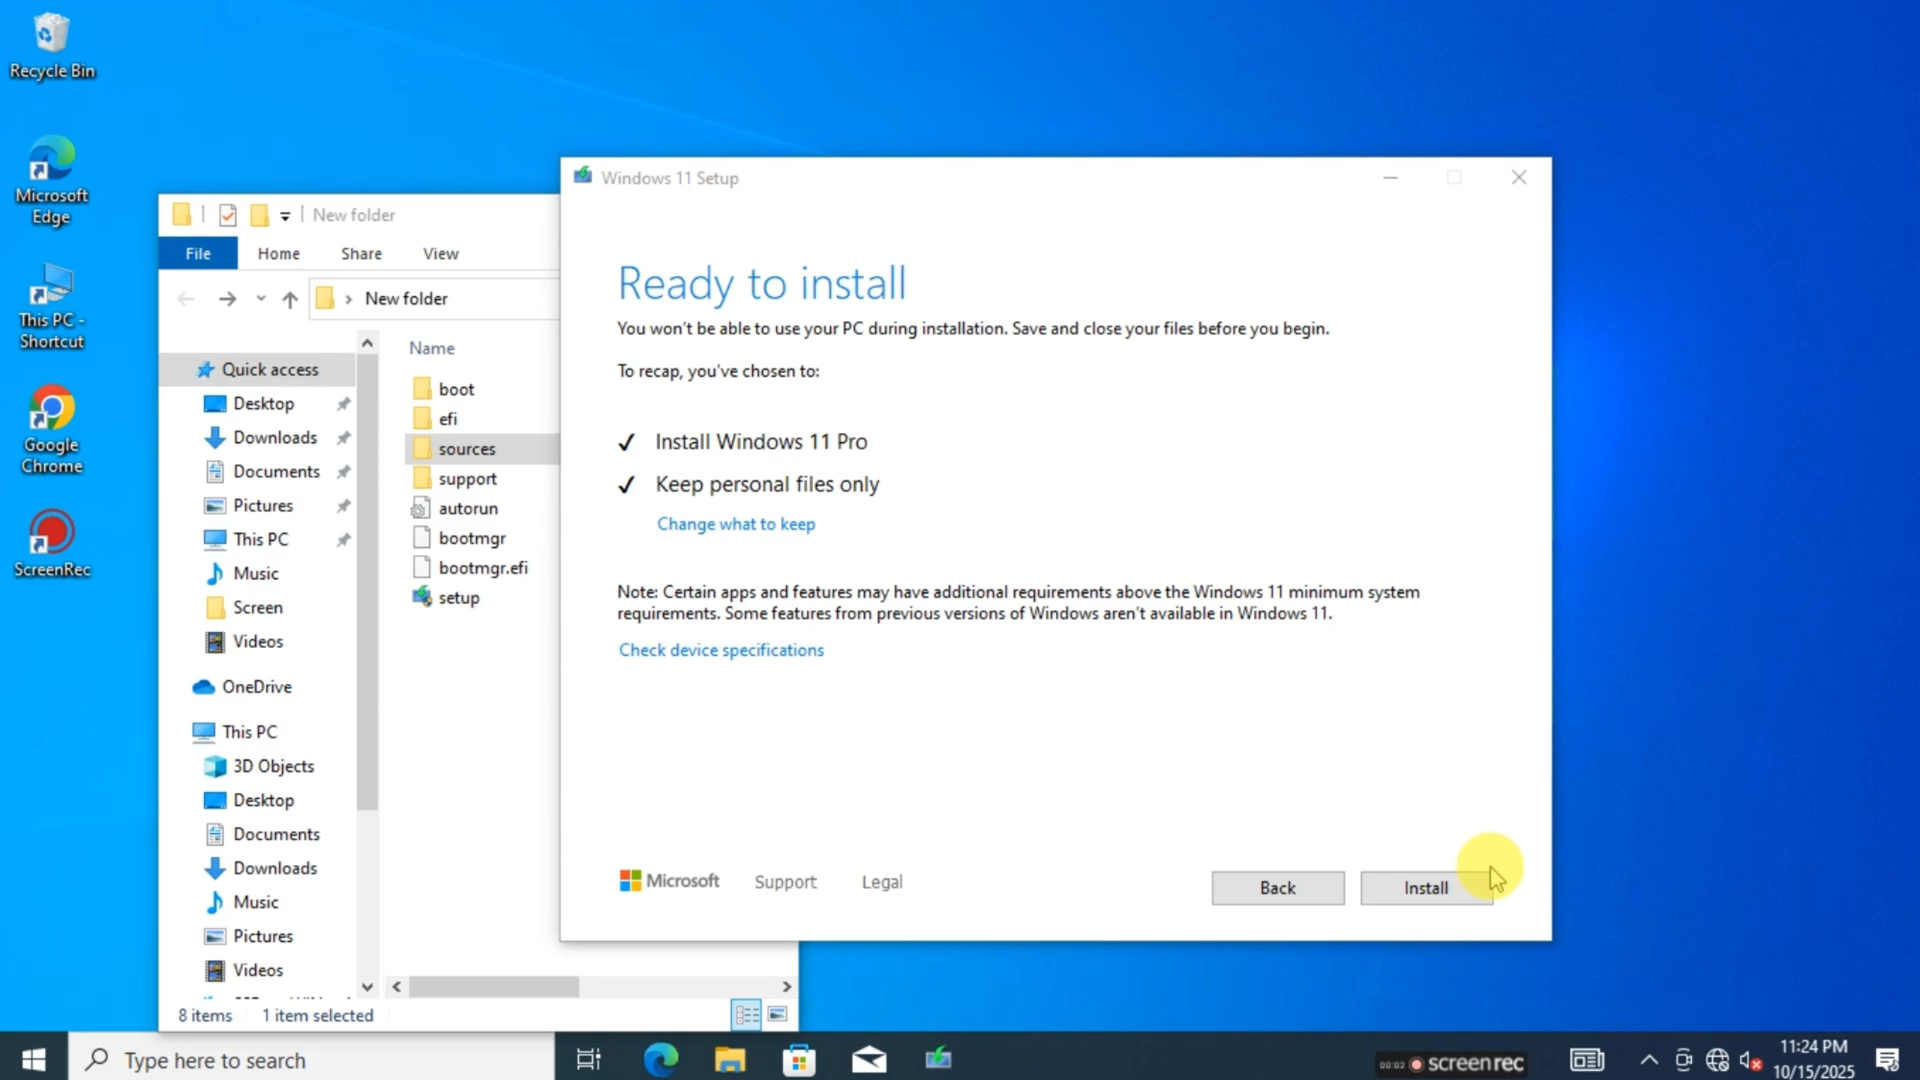 Recycle Bin
Microsoft
Edge
This PC -
Shortcut
Google
Chrome
ScreenRec
New folder
File
Home
Share
View
New folder
Quick access
Desktop
Downloads
Documents
Pictures
This PC
Music
Screen
Videos
OneDrive
This PC
3D Objects
Desktop
Documents
Downloads
Music
Pictures
Videos
Name
boot
efi
sources
support
autorun
bootmgr
bootmgr.efi
setup
8 items
1 item selected
Windows 11 Setup
Ready to install
You won't be able to use your PC during installation. Save and close your files before you begin.
To recap, you've chosen to:
Install Windows 11 Pro
Keep personal files only
Change what to keep
Note: Certain apps and features may have additional requirements above the Windows 11 minimum system
requirements. Some features from previous versions of Windows aren't available in Windows 11.
Check device specifications
Microsoft
Support
Legal
Back
Install
Type here to search
00:02
screenrec
11:24 PM
10/15/2025